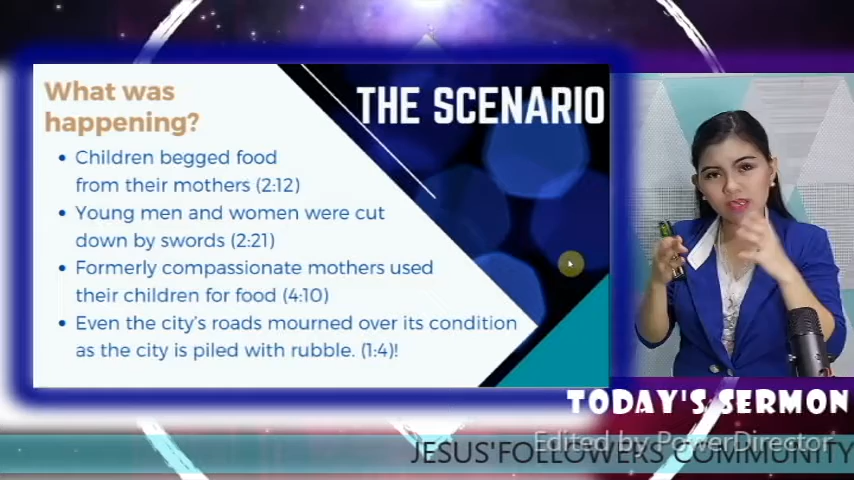 What was
happening?
THE SCENARIO
• Children begged food
from their mothers (2:12)
• Young men and women were cut
down by swords (2:21)
• Formerly compassionate mothers used
their children for food (4:10)
• Even the city's roads mourned over its condition
as the city is piled with rubble. (1:4)!
TODAY'S SERMON
Edited by PowerDirector
JESUS'FOLLOWERS COMMUNITY